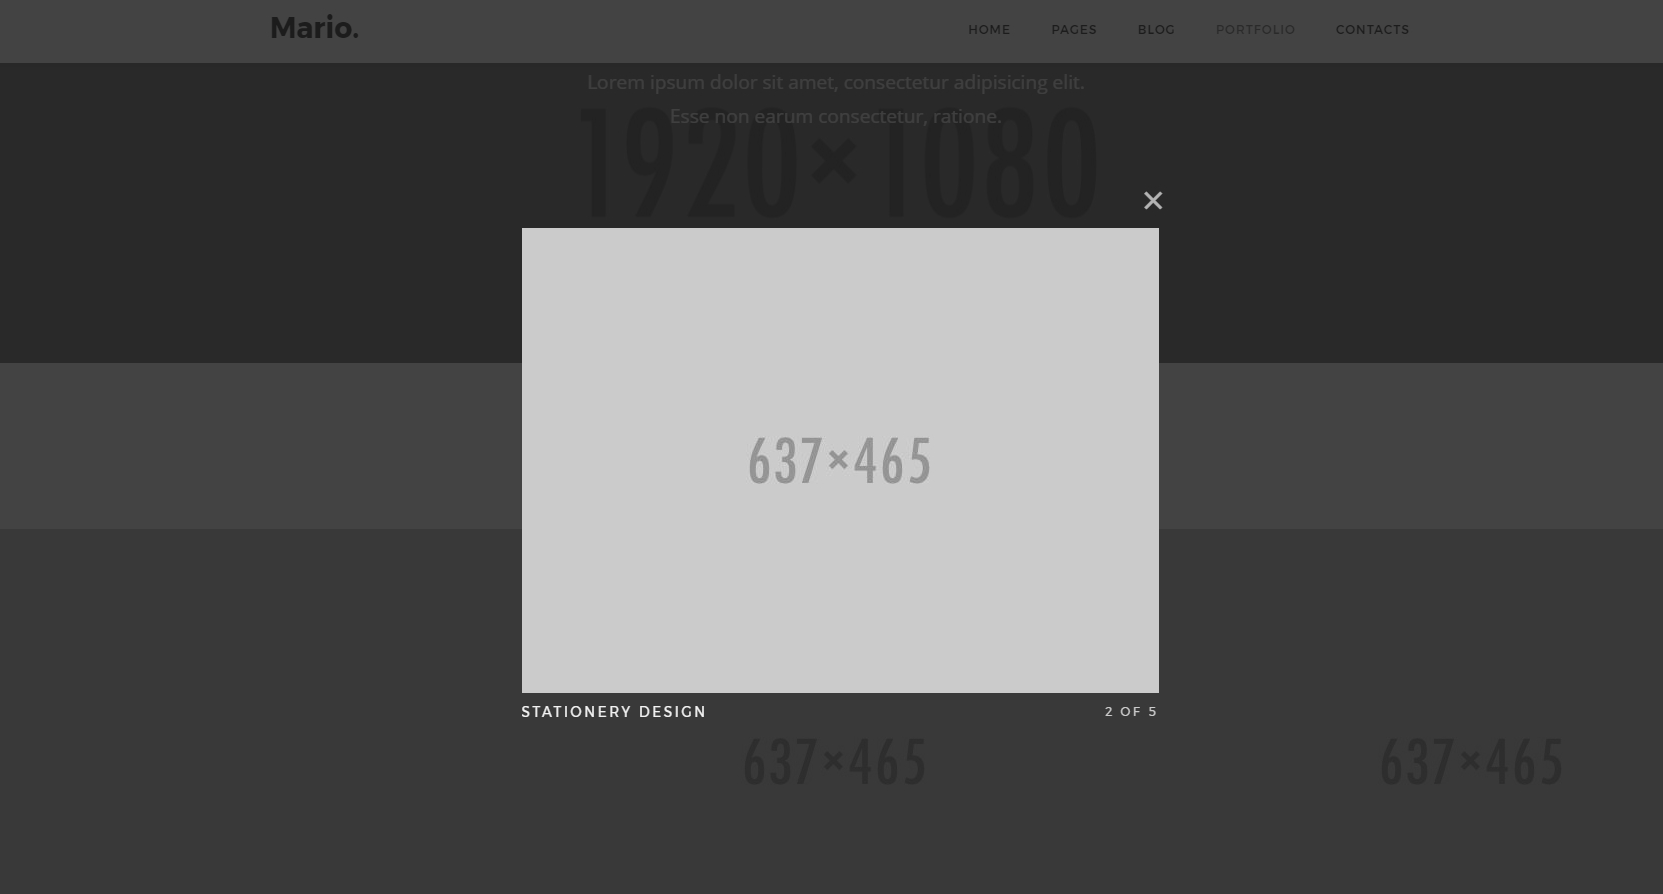 Mario.
HOME PAGES BLOG PORTFOLIO CONTACTS
Lorem ipsum dolor sit amet, consectetur adipisicing elit.
Esse non earum consectetur, ratione.
1920×1080
×
637×465
STATIONERY DESIGN
2 OF 5
637×465
637×465